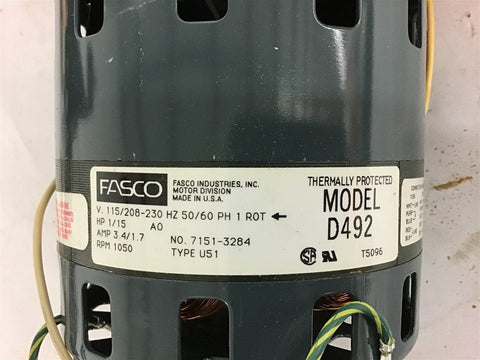 FASCO
FASCO INDUSTRIES, INC.
MOTOR DIVISION
MADE IN U.S.A.
THERMALLY PROTECTED
MODEL
D492
V. 115/208-230 HZ 50/60 PH 1 ROT ←
HP 1/15 AO
AMP 3.4/1.7 NO. 7151-3284
RPM 1050 TYPE U51
T5096